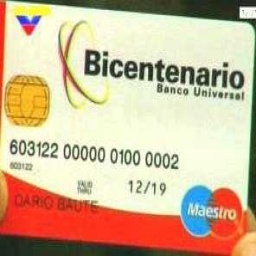 Bicentenario
Banco Universal
603122 00000 0100 0002
603122
VALID THRU 12/19
DARIO BAUTE
Maestro